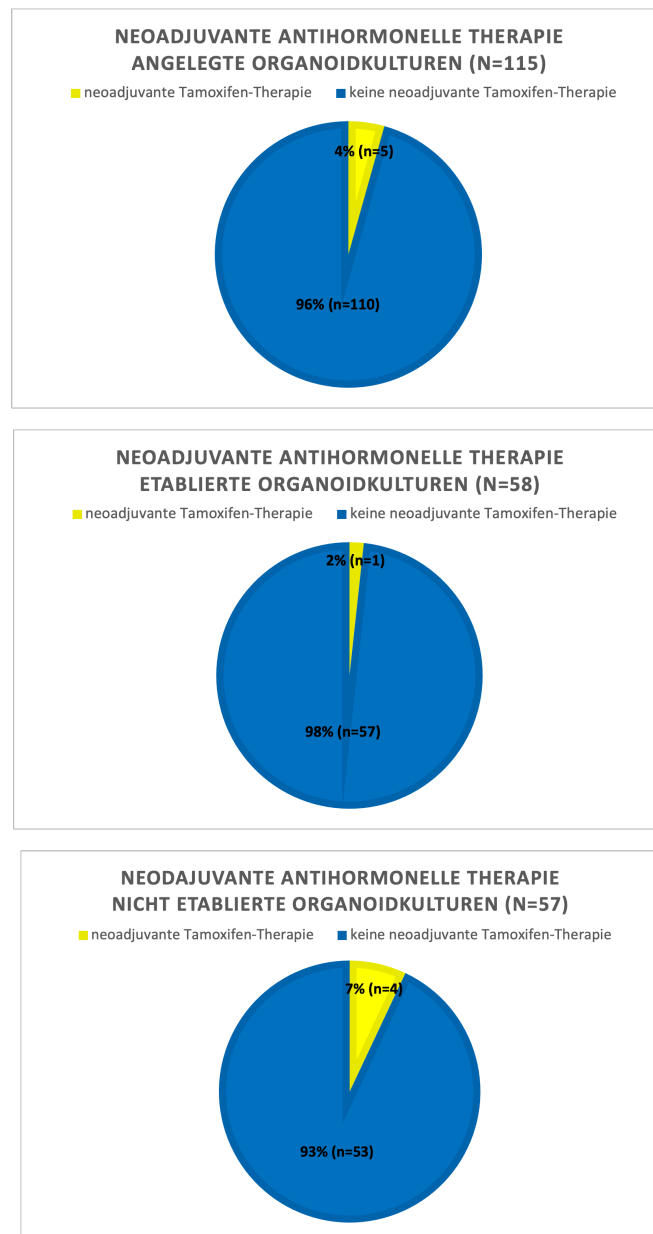 NEOADJUVANTE ANTIHORMONELLE THERAPIE
ANGELEGTE ORGANOIDKULTUREN (N=115)
neoadjuvante Tamoxifen-Therapie keine neoadjuvante Tamoxifen-Therapie
4% (n=5)
96% (n=110)
NEOADJUVANTE ANTIHORMONELLE THERAPIE
ETABLIERTE ORGANOIDKULTUREN (N=58)
neoadjuvante Tamoxifen-Therapie keine neoadjuvante Tamoxifen-Therapie
2% (n=1)
98% (n=57)
NEODAJUVANTE ANTIHORMONELLE THERAPIE
NICHT ETABLIERTE ORGANOIDKULTUREN (N=57)
neoadjuvante Tamoxifen-Therapie keine neoadjuvante Tamoxifen-Therapie
7% (n=4)
93% (n=53)